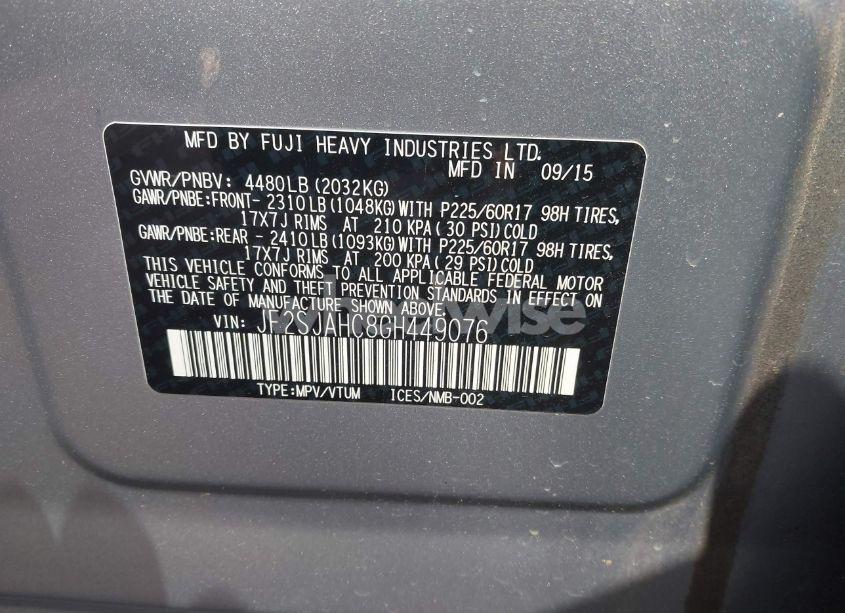 MFD BY FUJI HEAVY INDUSTRIES LTD.
MFD IN 09/15
GVWR/PNBV: 4480LB (2032KG)
GAWR/PNBE:FRONT- 2310LB (1048KG) WITH P225/60R17 98H TIRES,
17X7J RIMS AT 210 KPA( 30 PSI) COLD
GAWR/PNBE:REAR - 2410LB (1093KG) WITH P225/60R17 98H TIRES,
17X7J RIMS AT 200 KPA( 29 PSI) COLD
THIS VEHICLE CONFORMS TO ALL APPLICABLE FEDERAL MOTOR
VEHICLE SAFETY AND THEFT PREVENTION STANDARDS IN EFFECT ON
THE DATE OF MANUFACTURE SHOWN ABOVE.
VIN: JF2SJAHC8GH449076
TYPE:MPV/VTUM ICES/NMB-002